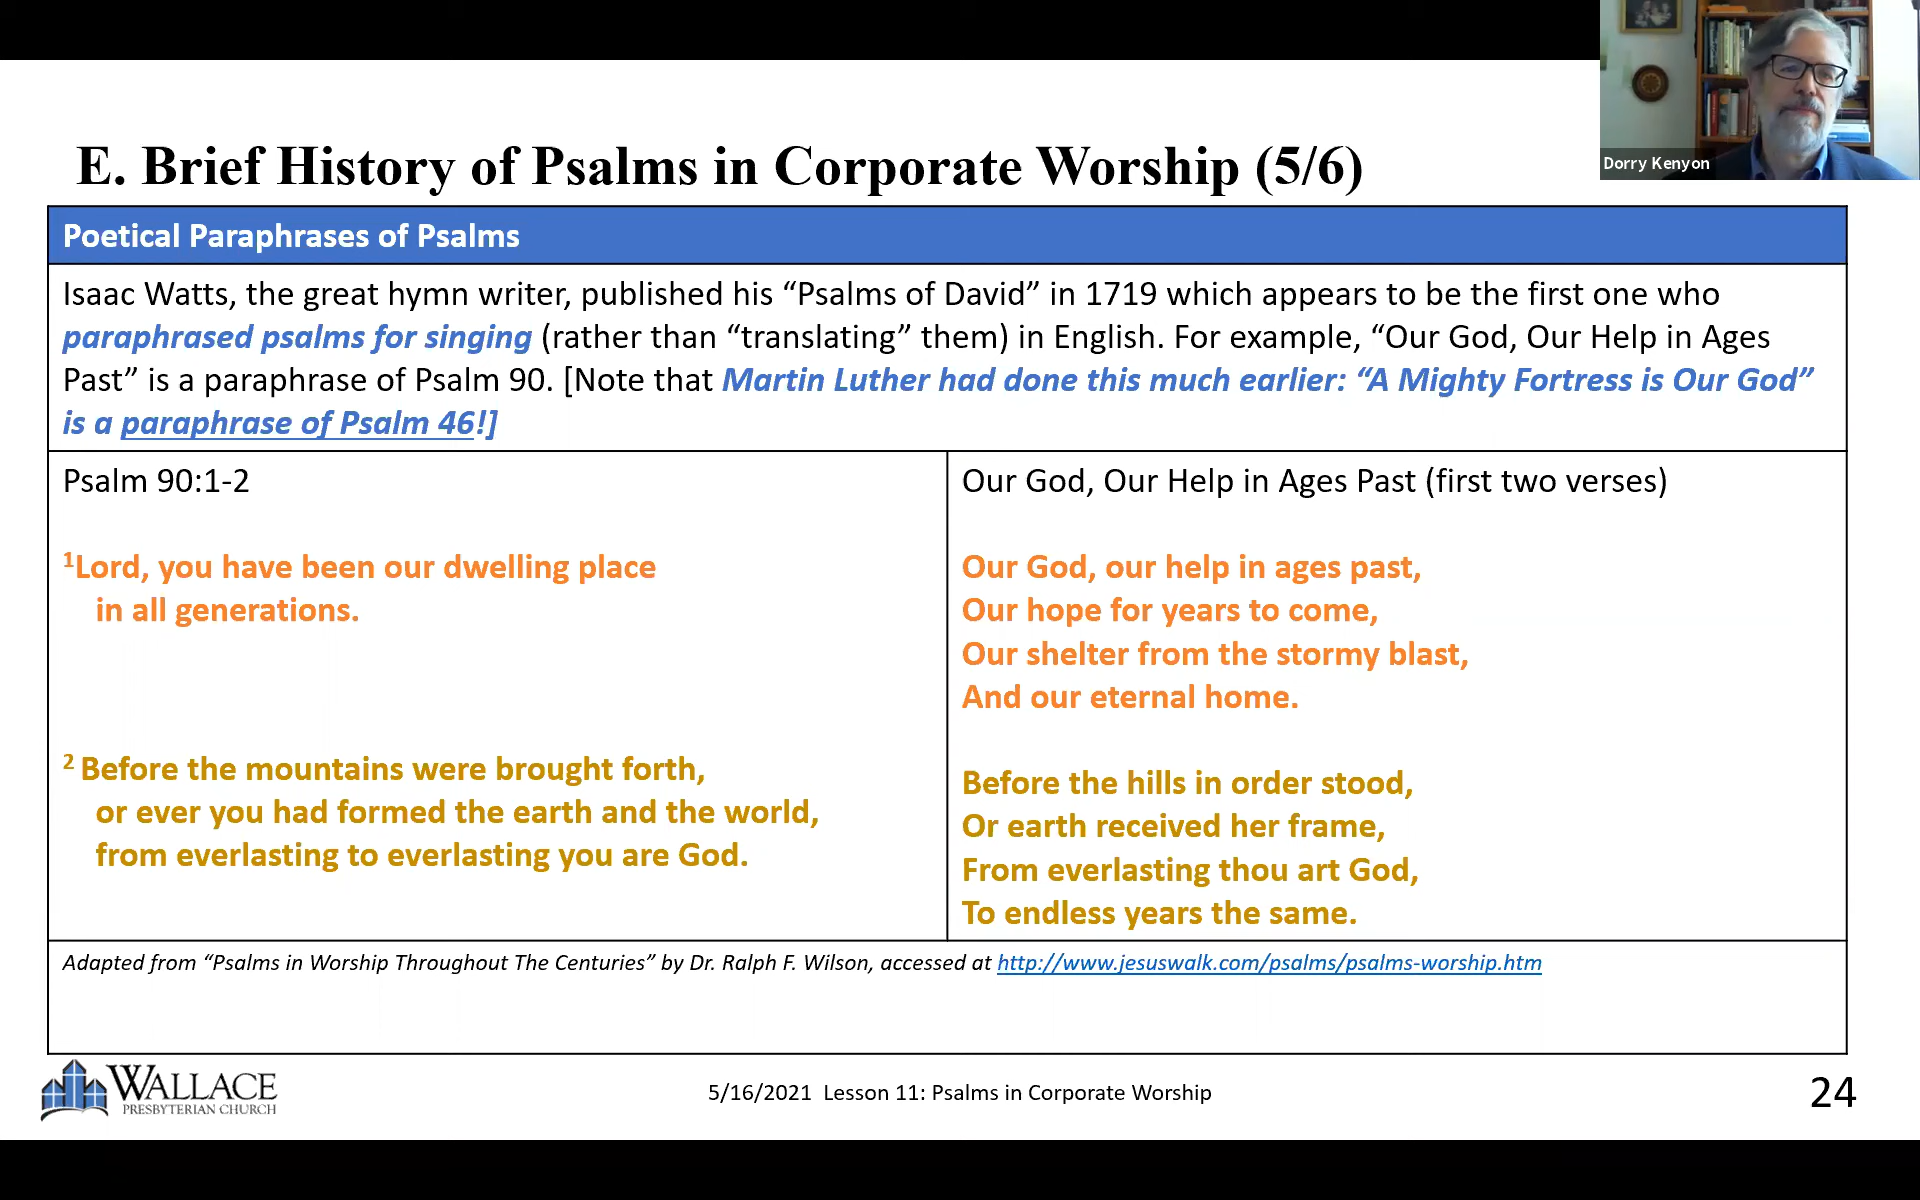 Dorry Kenyon
E. Brief History of Psalms in Corporate Worship (5/6)
Poetical Paraphrases of Psalms
Isaac Watts, the great hymn writer, published his “Psalms of David” in 1719 which appears to be the first one who
paraphrased psalms for singing (rather than “translating” them) in English. For example, “Our God, Our Help in Ages
Past” is a paraphrase of Psalm 90. [Note that Martin Luther had done this much earlier: “A Mighty Fortress is Our God”
is a paraphrase of Psalm 46!]
Psalm 90:1-2
1Lord, you have been our dwelling place
in all generations.
2 Before the mountains were brought forth,
or ever you had formed the earth and the world,
from everlasting to everlasting you are God.
Our God, Our Help in Ages Past (first two verses)
Our God, our help in ages past,
Our hope for years to come,
Our shelter from the stormy blast,
And our eternal home.
Before the hills in order stood,
Or earth received her frame,
From everlasting thou art God,
To endless years the same.
Adapted from “Psalms in Worship Throughout The Centuries” by Dr. Ralph F. Wilson, accessed at http://www.jesuswalk.com/psalms/psalms-worship.htm
WALLACE
PRESBYTERIAN CHURCH
5/16/2021 Lesson 11: Psalms in Corporate Worship
24